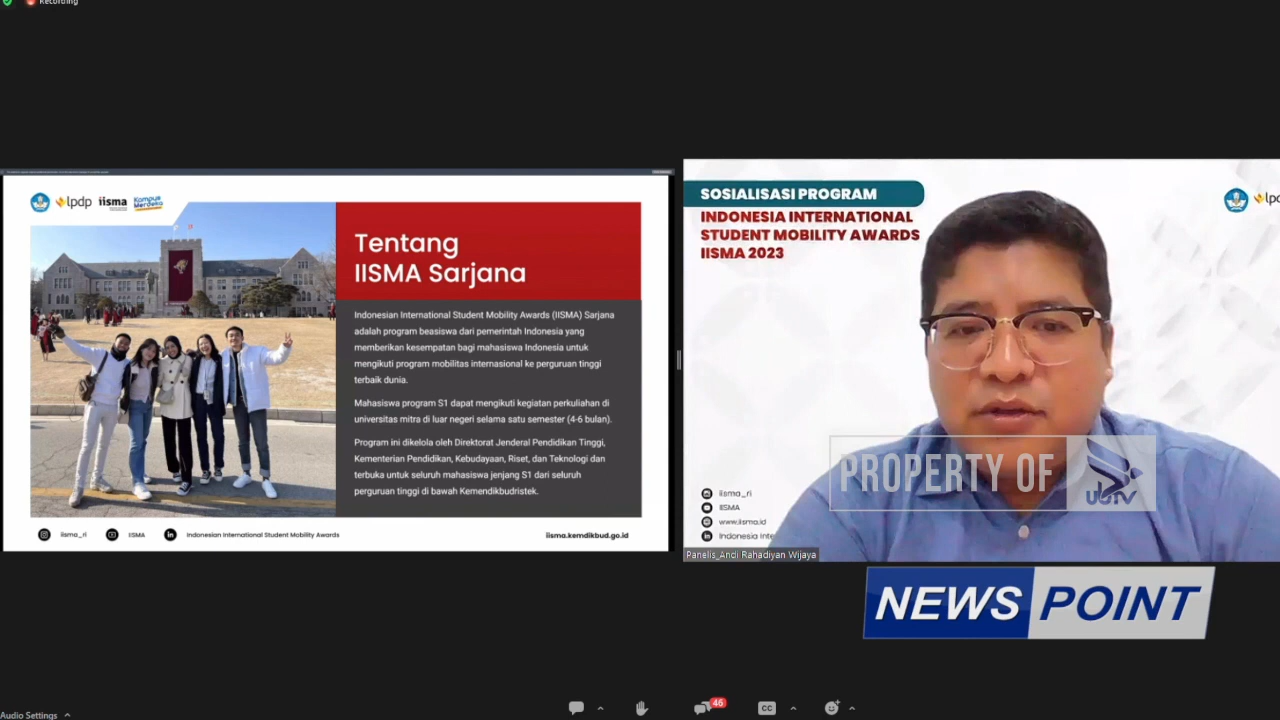 Recording
lpdp iisma Kampus Merdeka
Tentang
IISMA Sarjana
Indonesian International Student Mobility Awards (IISMA) Sarjana
adalah program beasiswa dari pemerintah Indonesia yang
memberikan kesempatan bagi mahasiswa Indonesia untuk
mengikuti program mobilitas internasional ke perguruan tinggi
terbaik dunia.
Mahasiswa program S1 dapat mengikuti kegiatan perkuliahan di
universitas mitra di luar negeri selama satu semester (4-6 bulan).
Program ini dikelola oleh Direktorat Jenderal Pendidikan Tinggi,
Kementerian Pendidikan, Kebudayaan, Riset, dan Teknologi dan
terbuka untuk seluruh mahasiswa jenjang S1 dari seluruh
perguruan tinggi di bawah Kemendikbudristek.
iisma_ri IISMA Indonesian International Student Mobility Awards iisma.kemdikbud.go.id
SOSIALISASI PROGRAM
INDONESIA INTERNATIONAL
STUDENT MOBILITY AWARDS
IISMA 2023
lpd
PROPERTY OF UGTV
iisma_ri
IISMA
www.iisma.id
Indonesia Inte
Panelis_Andi Rahadiyan Wijaya
NEWS POINT
46
CC
Audio Settings